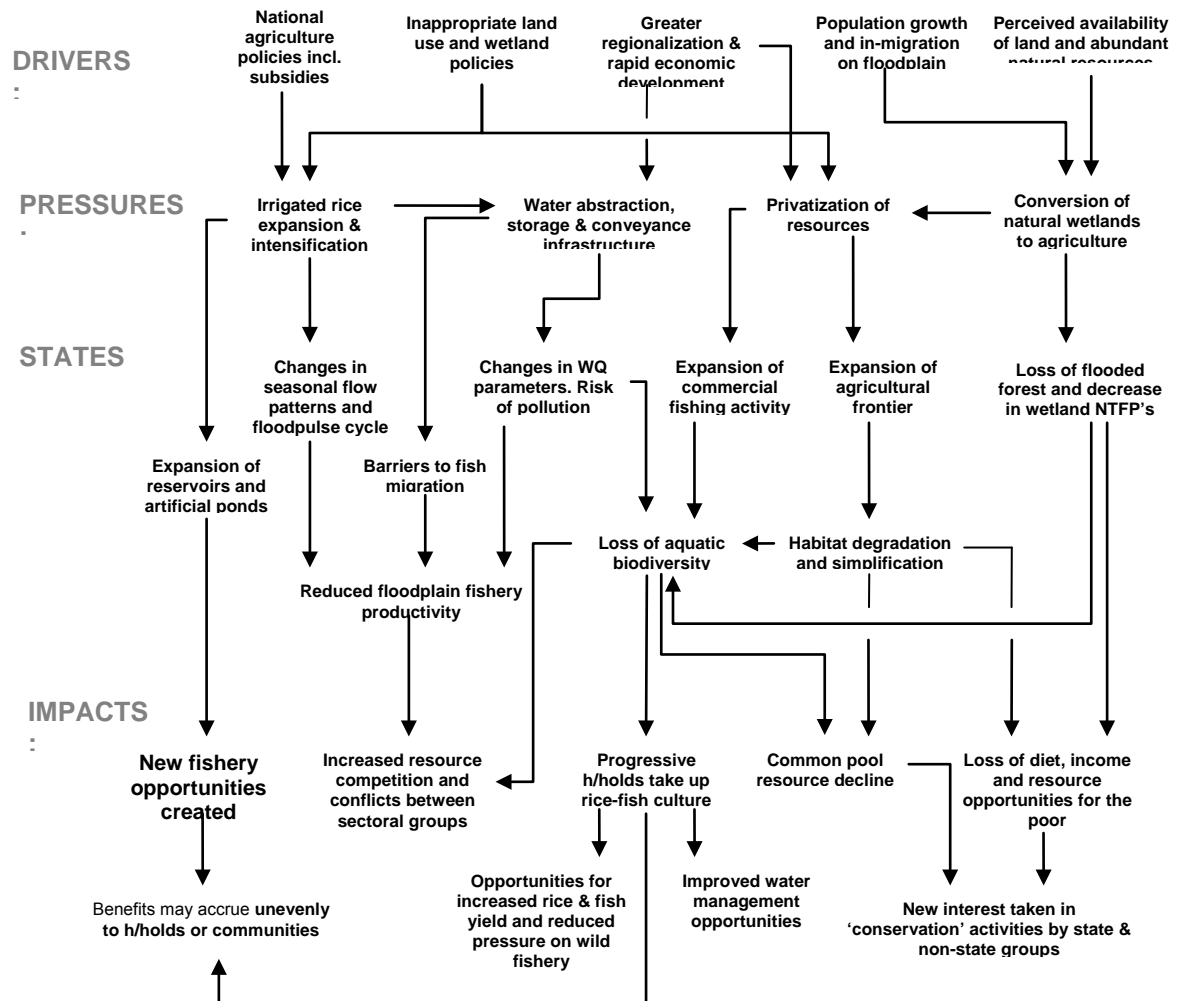 DRIVERS
:
National
agriculture
policies incl.
subsidies
Inappropriate land
use and wetland
policies
Greater
regionalization &
rapid economic
development
Population growth
and in-migration
on floodplain
Perceived availability
of land and abundant
natural resources
PRESSURES
:
Irrigated rice
expansion &
intensification
Water abstraction,
storage & conveyance
infrastructure
Privatization of
resources
Conversion of
natural wetlands
to agriculture
STATES
Changes in
seasonal flow
patterns and
floodpulse cycle
Changes in WQ
parameters. Risk
of pollution
Expansion of
commercial
fishing activity
Expansion of
agricultural
frontier
Loss of flooded
forest and decrease
in wetland NTFP's
Expansion of
reservoirs and
artificial ponds
Barriers to fish
migration
Loss of aquatic
biodiversity
Habitat degradation
and simplification
Reduced floodplain fishery
productivity
IMPACTS
:
New fishery
opportunities
created
Increased resource
competition and
conflicts between
sectoral groups
Progressive
h/holds take up
rice-fish culture
Common pool
resource decline
Loss of diet, income
and resource
opportunities for the
poor
Benefits may accrue unevenly
to h/holds or communities
Opportunities for
increased rice & fish
yield and reduced
pressure on wild
fishery
Improved water
management
opportunities
New interest taken in
'conservation' activities by state &
non-state groups